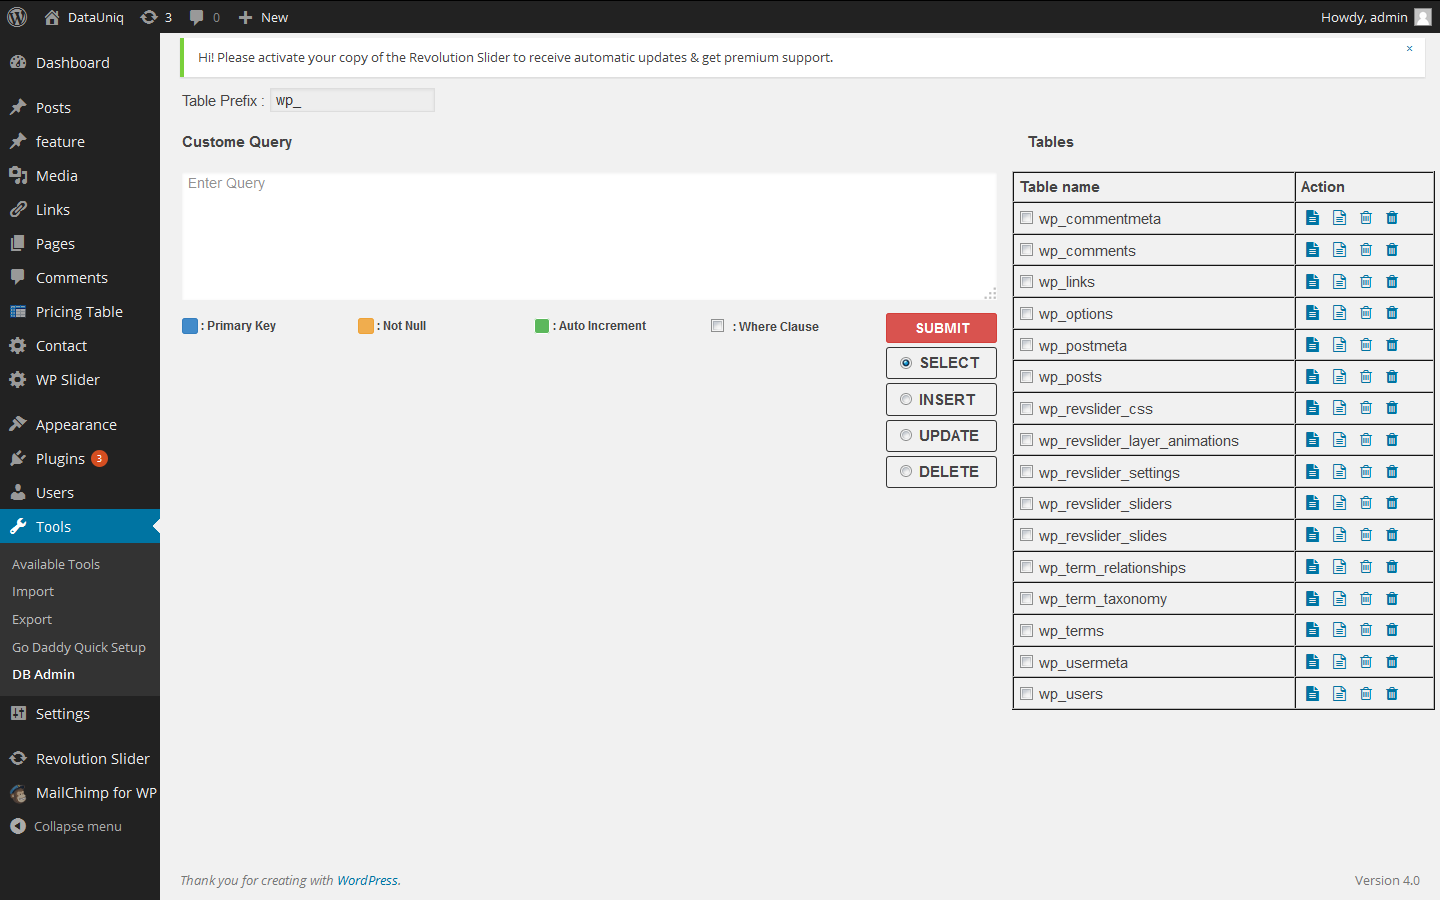 DataUniq 3 0 New Howdy, admin
Dashboard
Posts
feature
Media
Links
Pages
Comments
Pricing Table
Contact
WP Slider
Appearance
Plugins 3
Users
Tools
Available Tools
Import
Export
Go Daddy Quick Setup
DB Admin
Settings
Revolution Slider
MailChimp for WP
Collapse menu
Hi! Please activate your copy of the Revolution Slider to receive automatic updates & get premium support.
×
Table Prefix : wp_
Custome Query
Enter Query
: Primary Key : Not Null : Auto Increment : Where Clause
SUBMIT
SELECT
INSERT
UPDATE
DELETE
Tables
Table name Action
wp_commentmeta
wp_comments
wp_links
wp_options
wp_postmeta
wp_posts
wp_revslider_css
wp_revslider_layer_animations
wp_revslider_settings
wp_revslider_sliders
wp_revslider_slides
wp_term_relationships
wp_term_taxonomy
wp_terms
wp_usermeta
wp_users
Thank you for creating with WordPress. Version 4.0